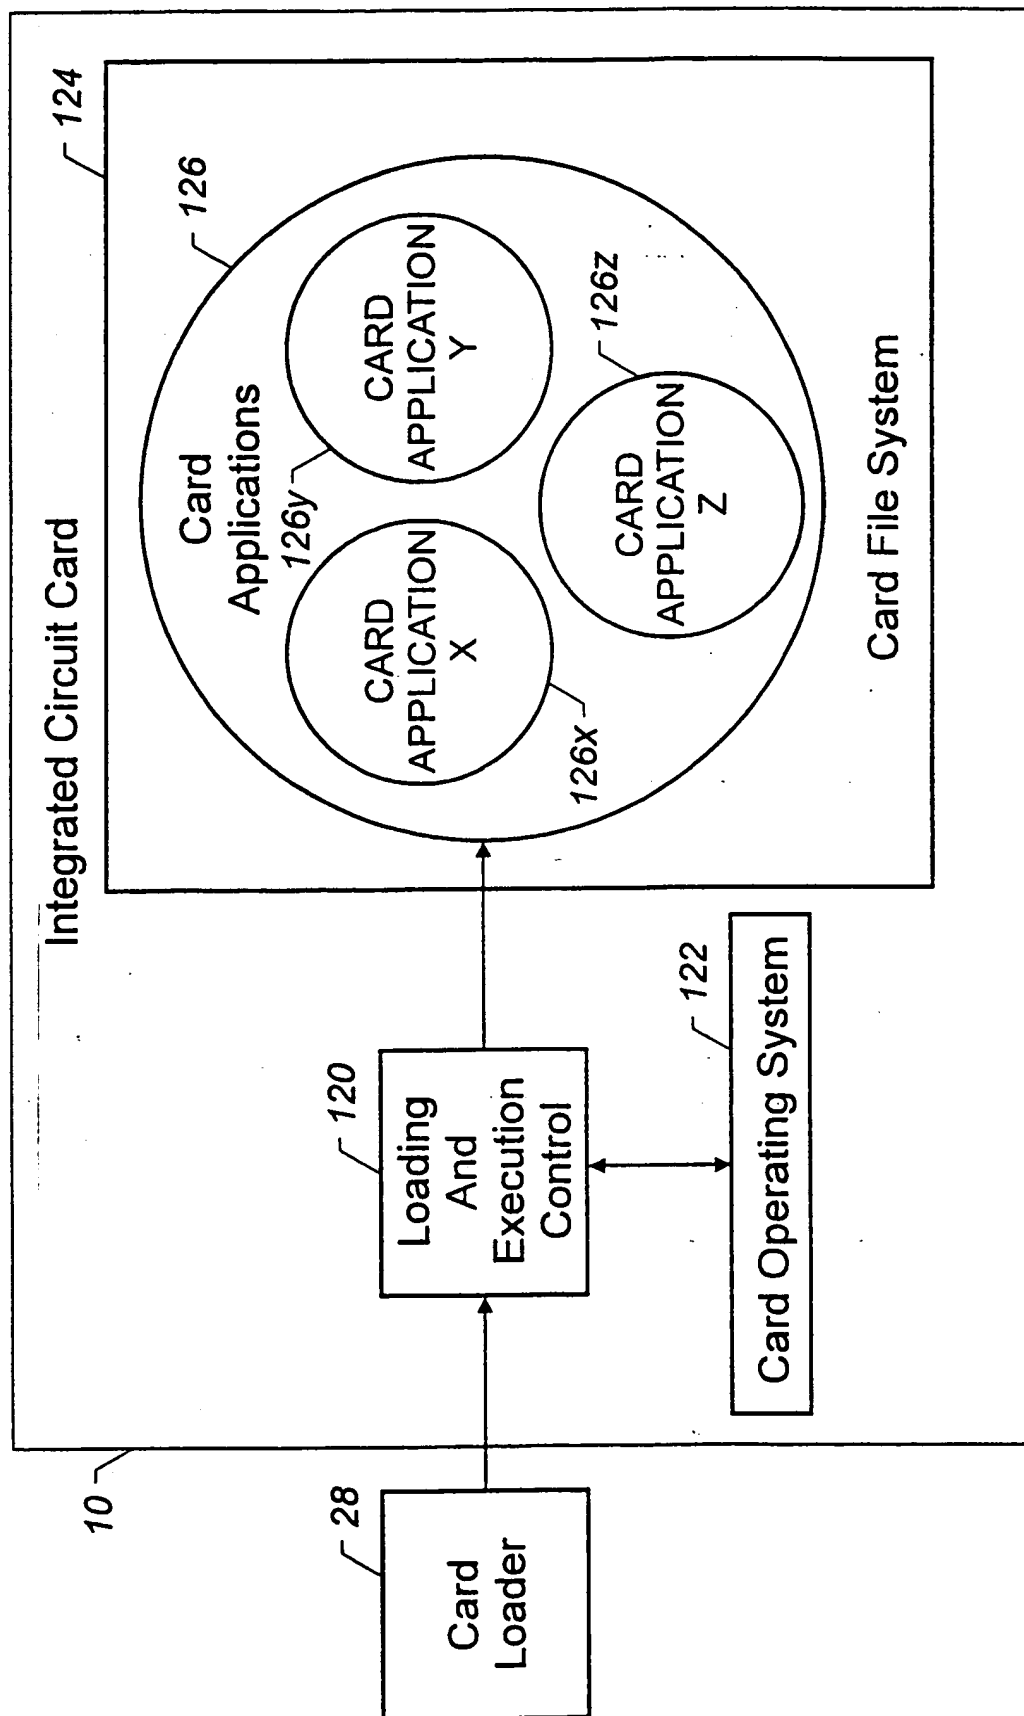 Integrated Circuit Card
10
28
Card
Loader
120
Loading
And
Execution
Control
122
Card Operating System
124
126
Card
Applications
126x
CARD
APPLICATION
X
126y
CARD
APPLICATION
Y
126z
CARD
APPLICATION
Z
Card File System